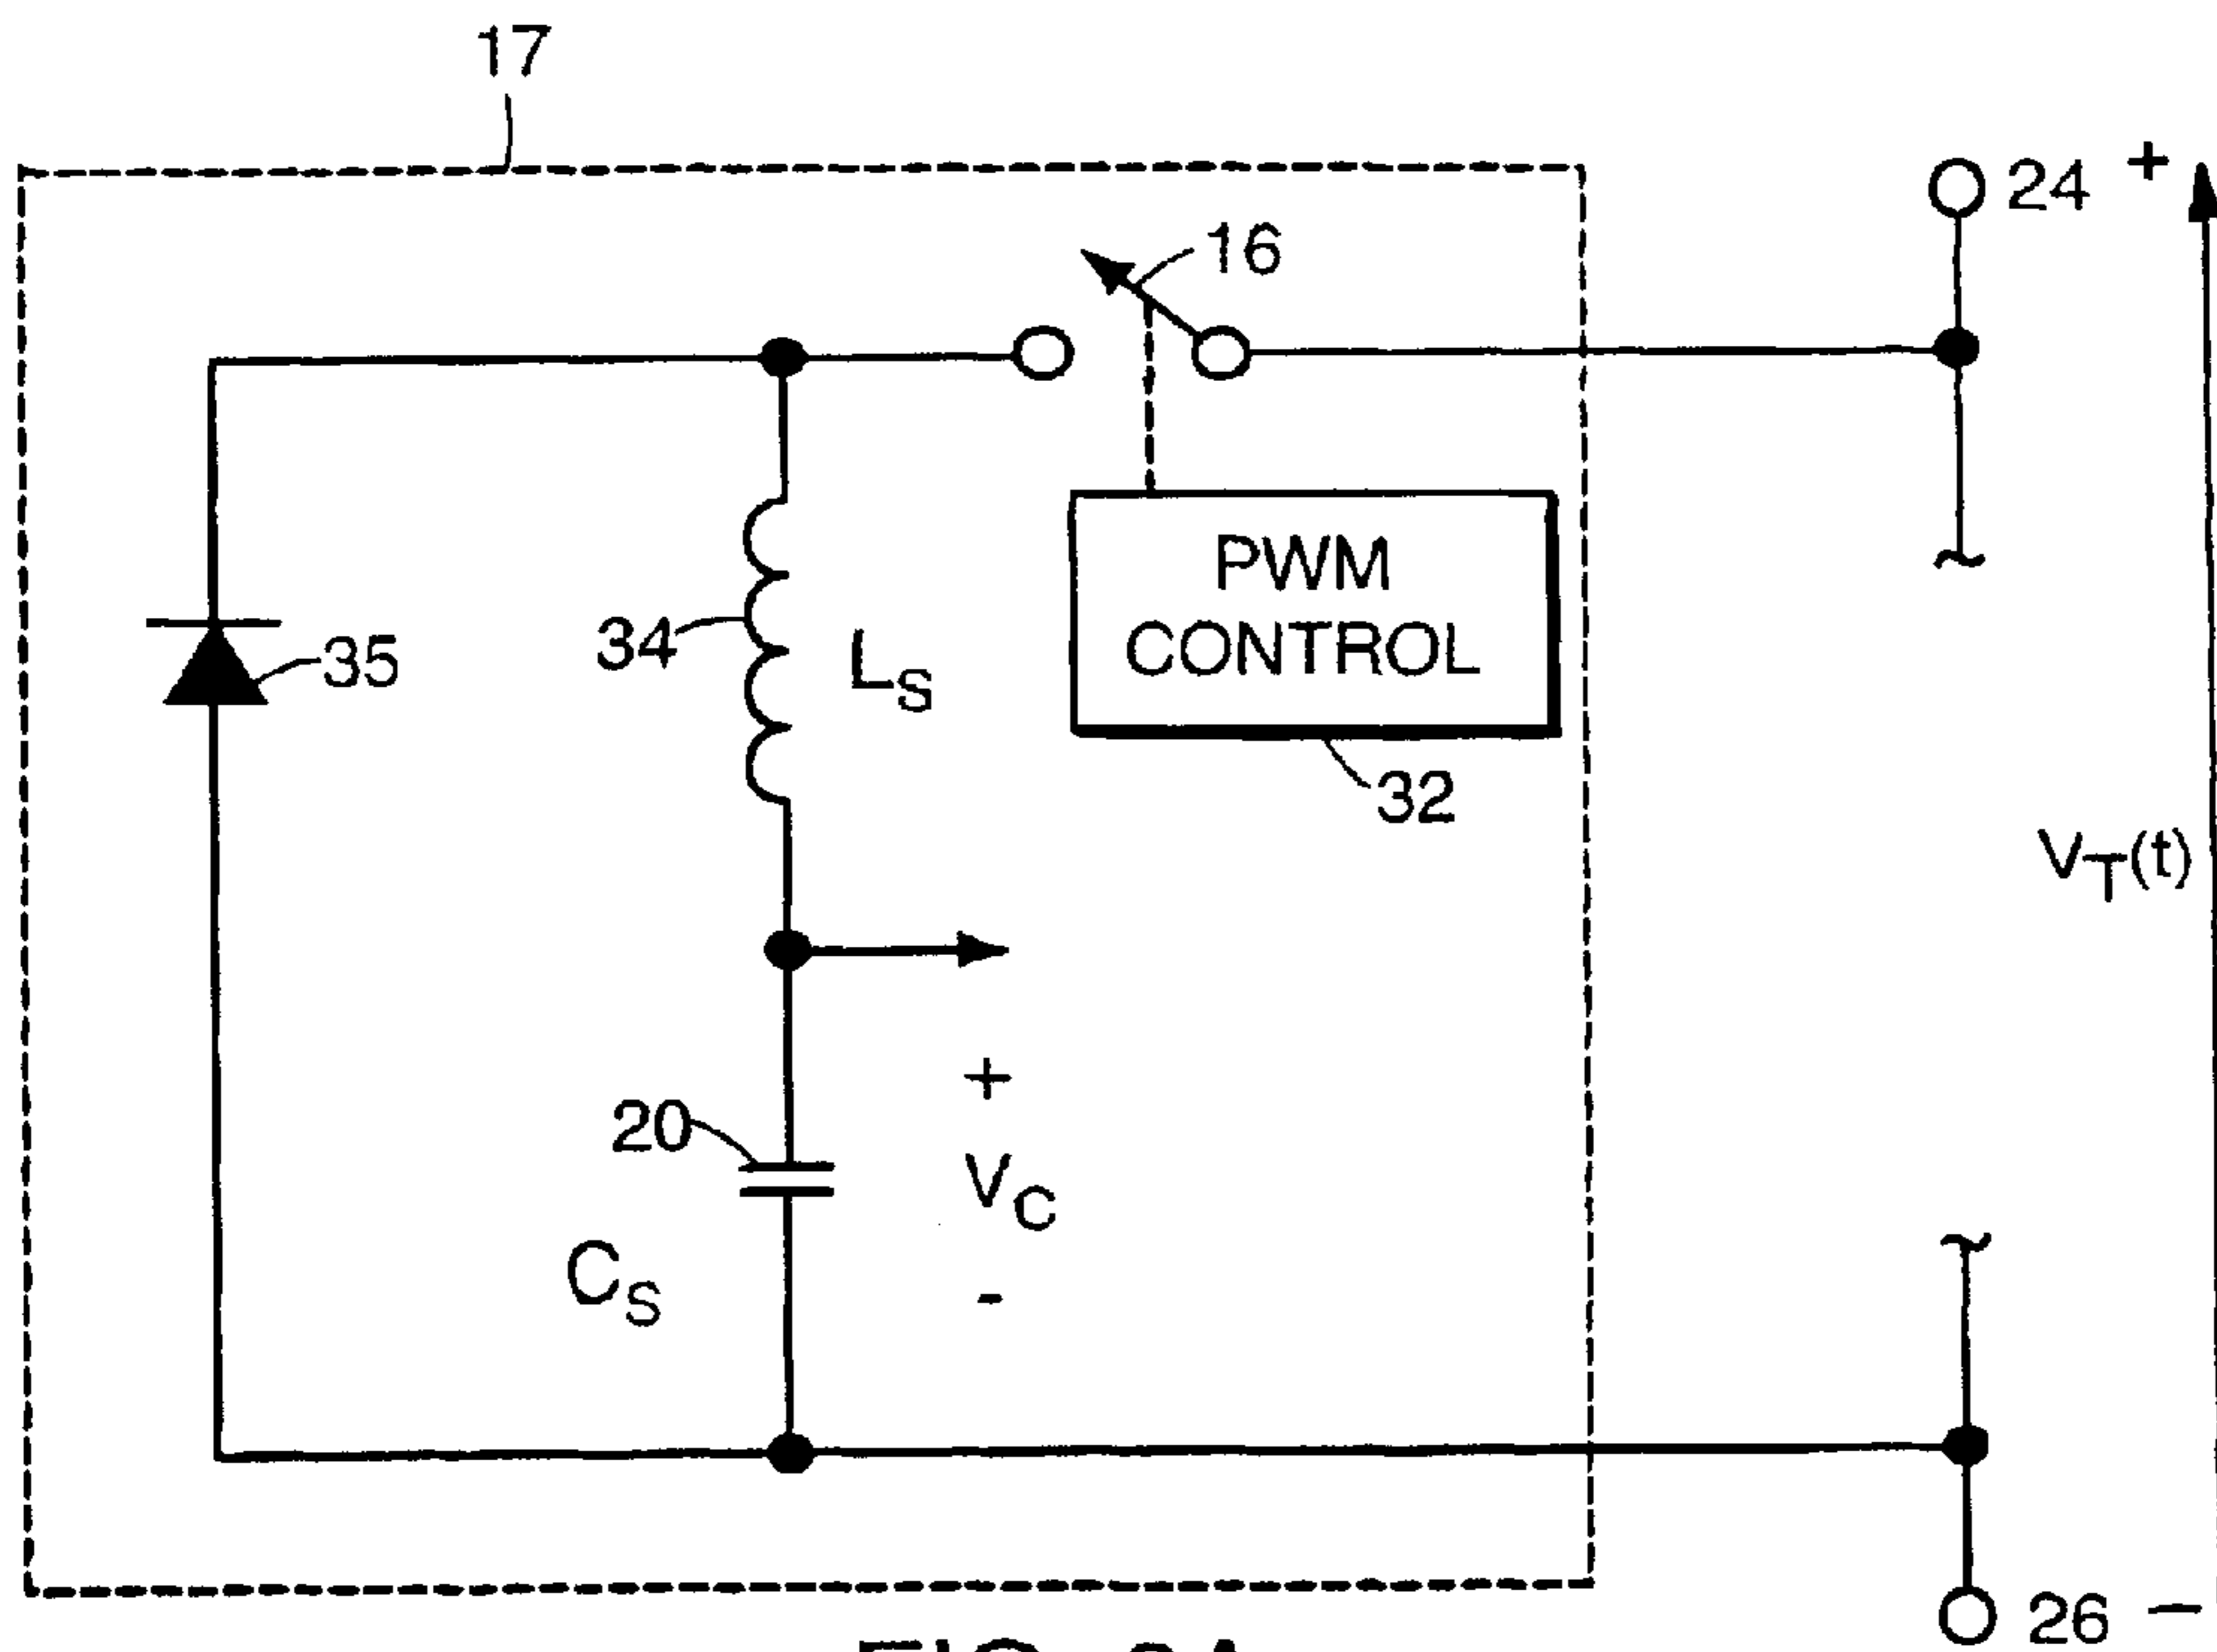 17
24 +
16
35
34
L_S
PWM
CONTROL
32
V_T(t)
20
+
V_C
-
C_S
26 −